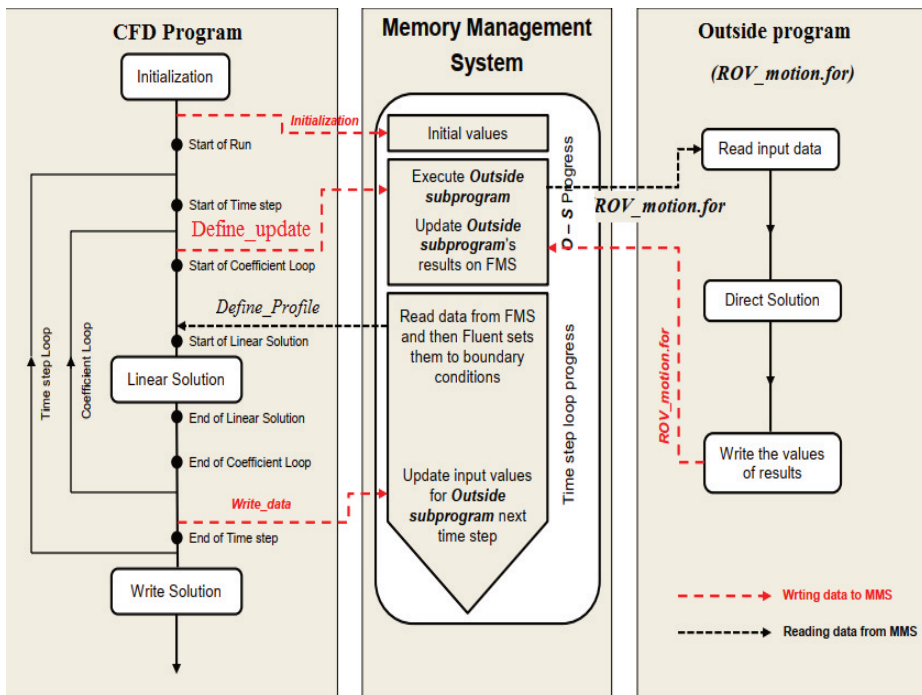 CFD Program
Initialization
Initialization
Start of Run
Start of Time step
Define_update
Start of Coefficient Loop
Define_Profile
Start of Linear Solution
Linear Solution
End of Linear Solution
End of Coefficient Loop
Write_data
End of Time step
Write Solution
Time step Loop
Coefficient Loop
Memory Management
System
Initial values
Execute Outside
subprogram
Update Outside
subprogram's
results on FMS
O – S Progress
Read data from FMS
and then Fluent sets
them to boundary
conditions
Update input values
for Outside
subprogram next
time step
Time step loop progress
Outside program
(ROV_motion.for)
Read input data
ROV_motion.for
Direct Solution
ROV_motion.for
Write the values
of results
Wrting data to MMS
Reading data from MMS